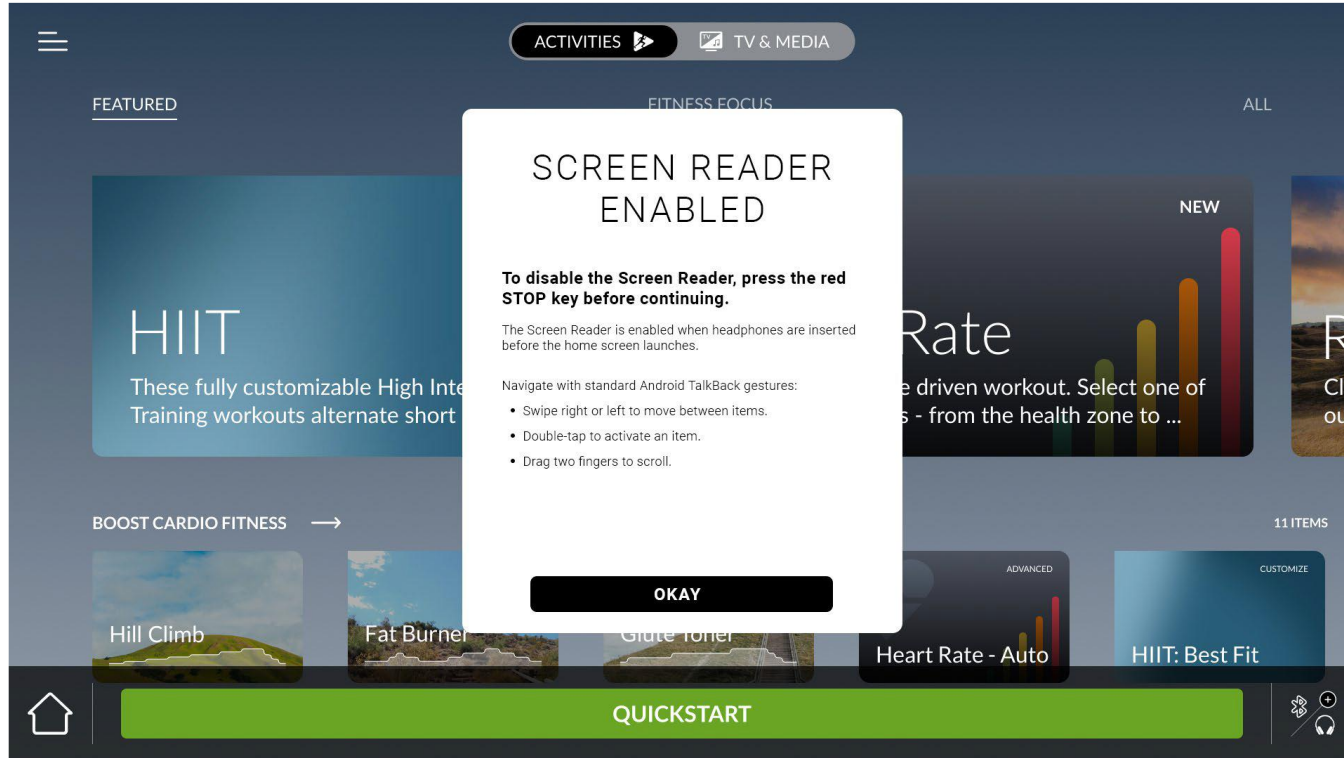 ACTIVITIES
TV & MEDIA
FEATURED
FITNESS FOCUS
ALL
SCREEN READER
ENABLED
To disable the Screen Reader, press the red
STOP key before continuing.
The Screen Reader is enabled when headphones are inserted
before the home screen launches.
Navigate with standard Android TalkBack gestures:
• Swipe right or left to move between items.
• Double-tap to activate an item.
• Drag two fingers to scroll.
OKAY
HIIT
These fully customizable High Inte
Training workouts alternate short
NEW
Rate
e driven workout. Select one of
s - from the health zone to ...
R
Cl
ou
BOOST CARDIO FITNESS
11 ITEMS
Hill Climb
Fat Burner
Glute Toner
ADVANCED
Heart Rate - Auto
CUSTOMIZE
HIIT: Best Fit
QUICKSTART